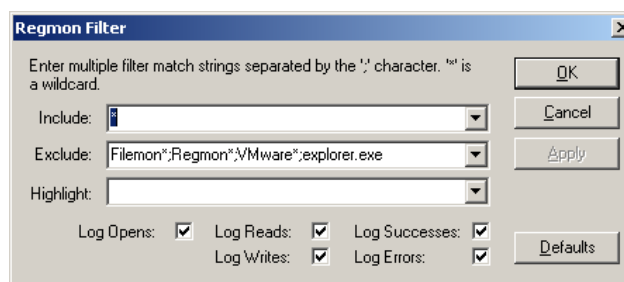 Regmon Filter
Enter multiple filter match strings separated by the ';' character. '*' is
a wildcard.
OK
Include: *
Cancel
Exclude: Filemon*;Regmon*;VMware*;explorer.exe
Apply
Highlight:
Log Opens: Log Reads: Log Successes:
Log Writes: Log Errors:
Defaults